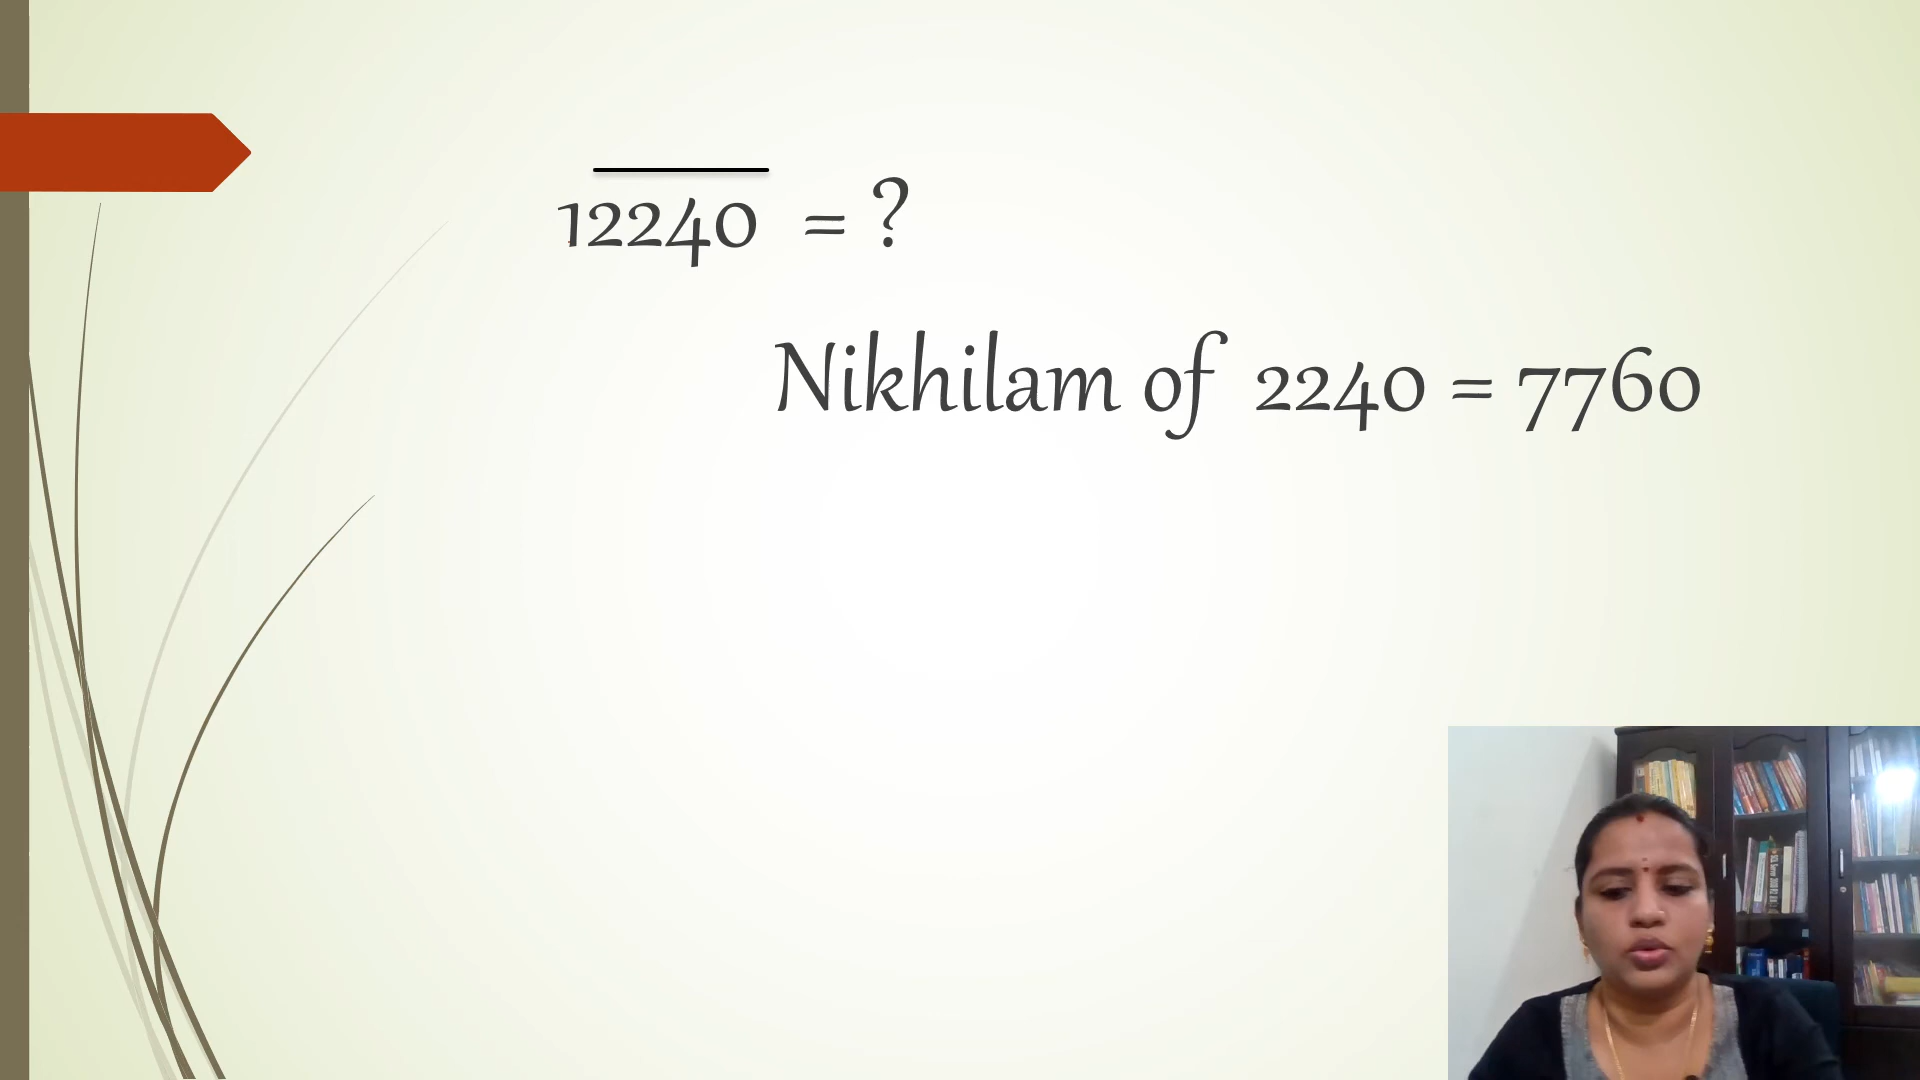 12240 = ?
Nikhilam of 2240 = 7760